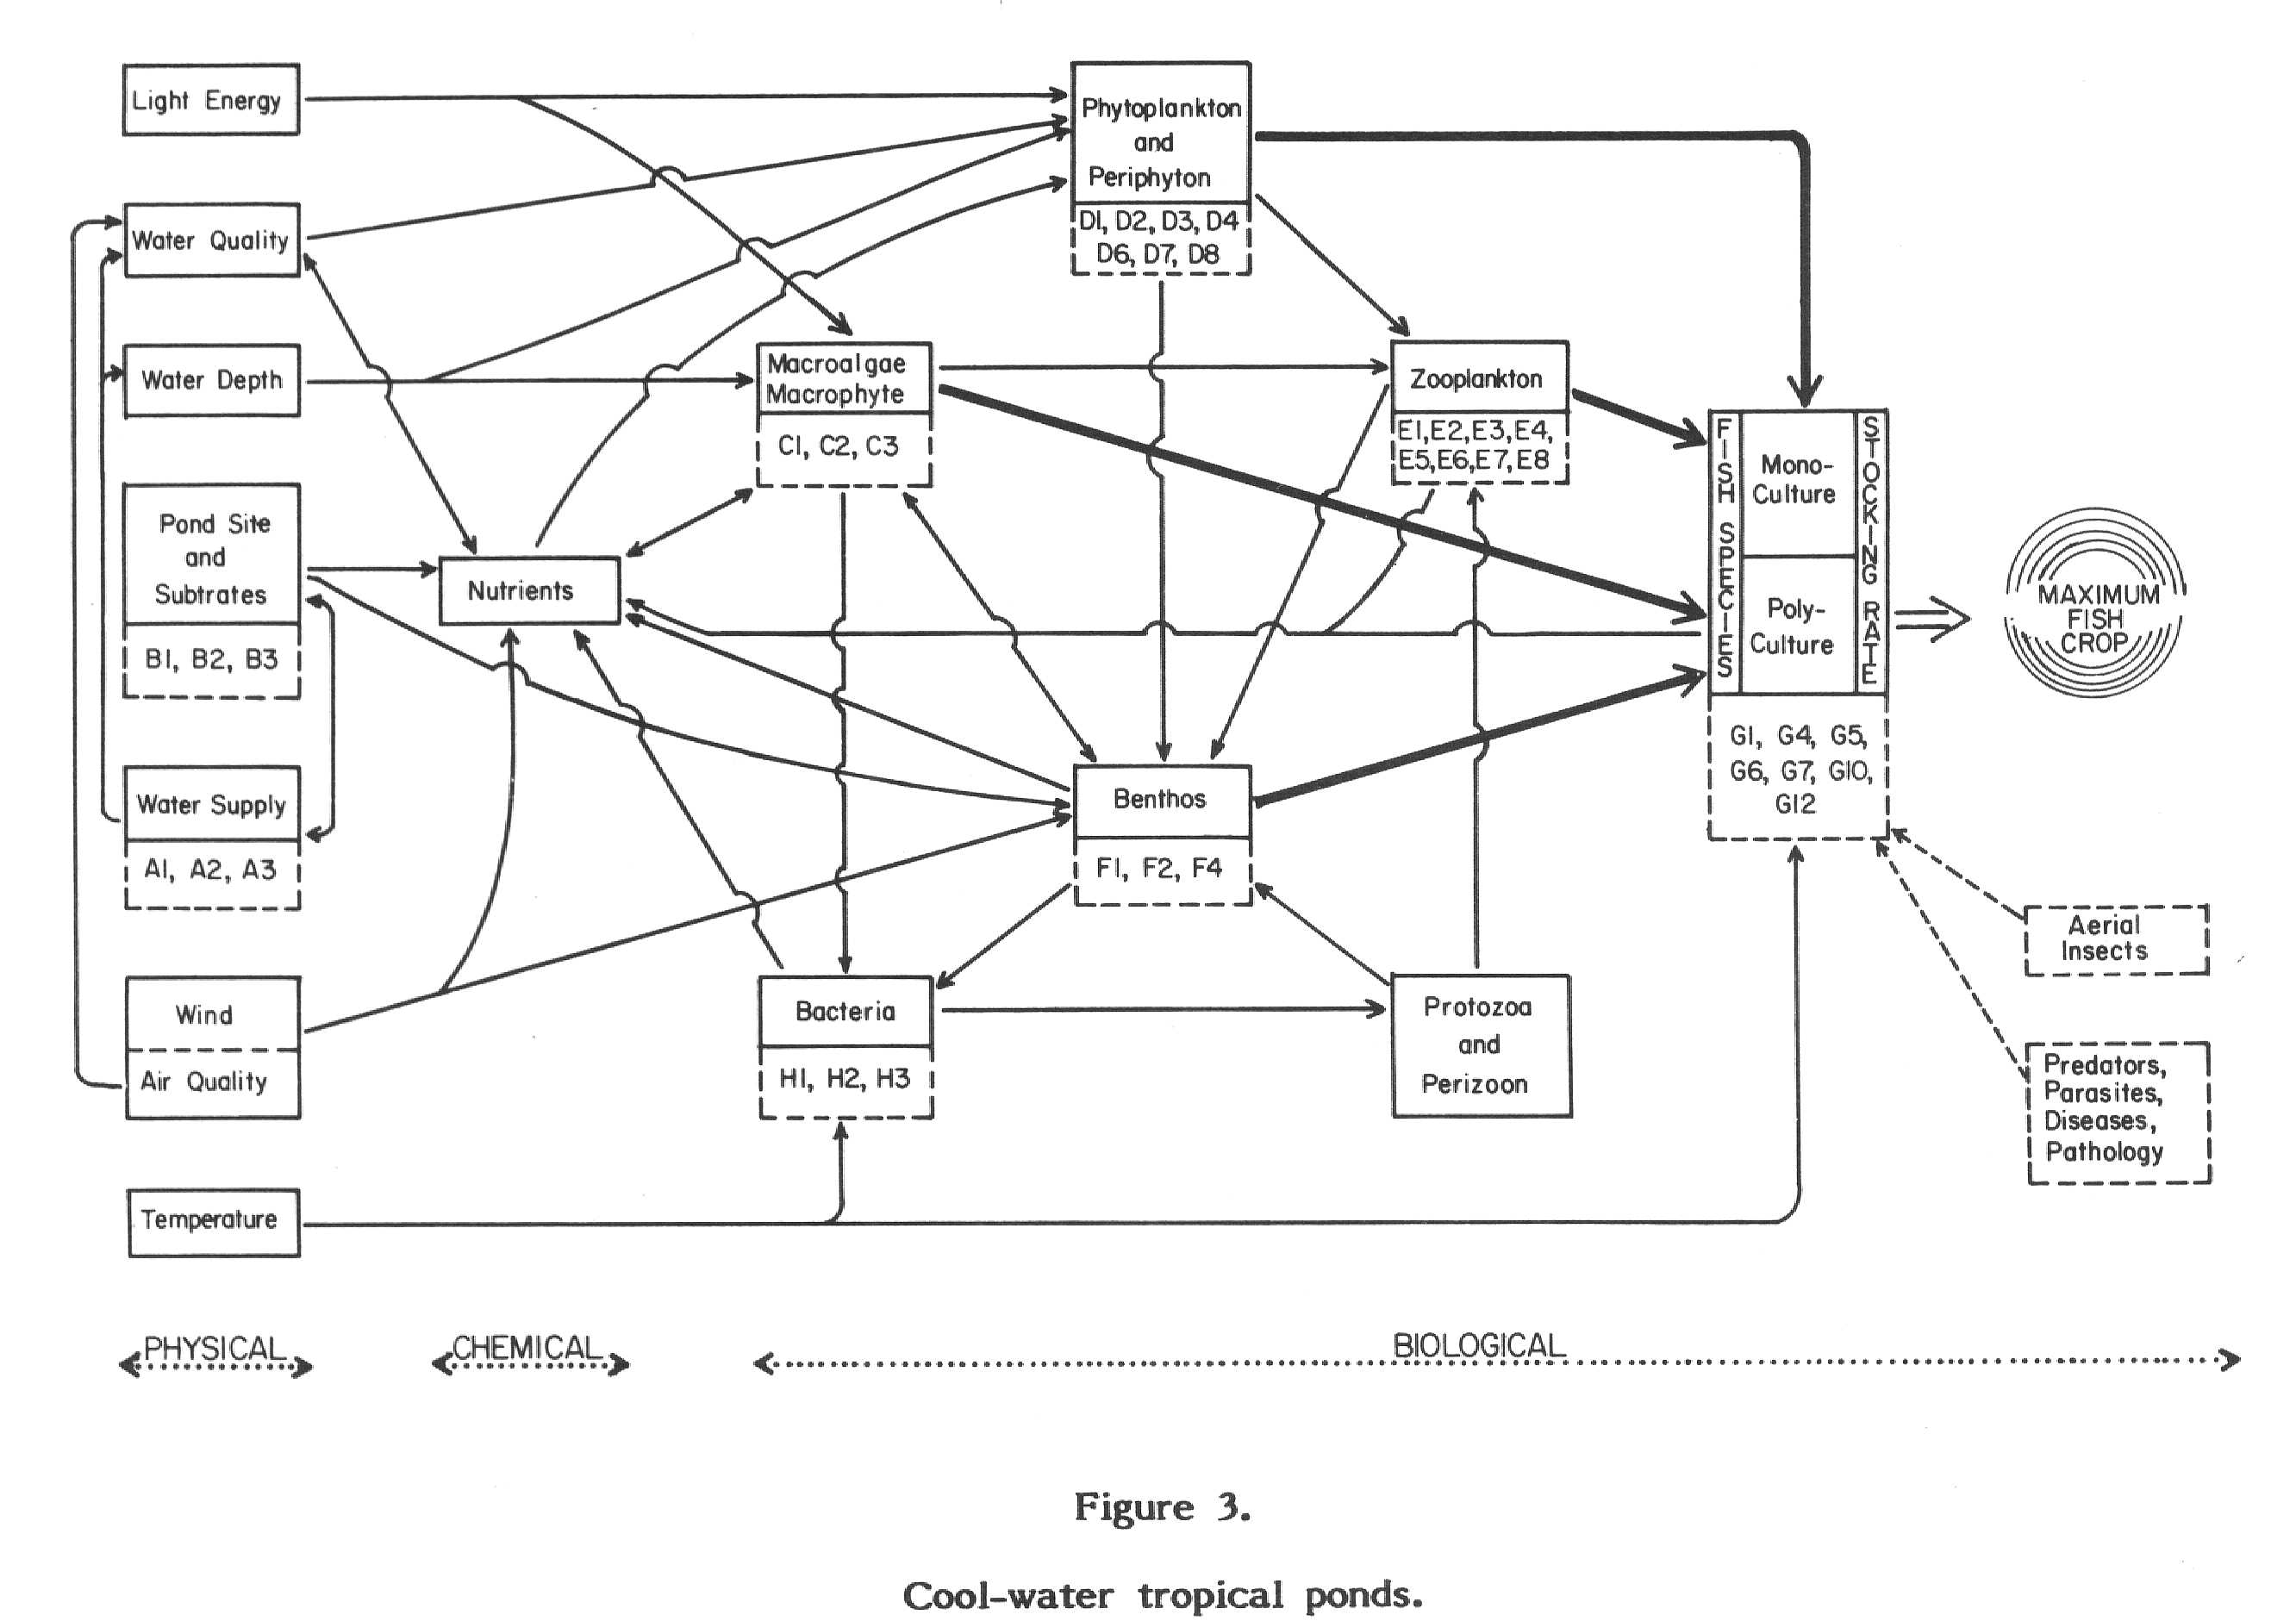 Light Energy
Water Quality
Water Depth
Pond Site
and
Subtrates
B1, B2, B3
Water Supply
A1, A2, A3
Wind
Air Quality
Temperature
Nutrients
Macroalgae
Macrophyte
C1, C2, C3
Bacteria
H1, H2, H3
Phytoplankton
and
Periphyton
D1, D2, D3, D4
D6, D7, D8
Benthos
F1, F2, F4
Zooplankton
E1,E2,E3,E4,
E5,E6,E7,E8
Protozoa
and
Perizoon
FISH SPECIES
Mono-
Culture
Poly-
Culture
STOCKING RATE
G1, G4, G5,
G6, G7, G10,
G12
MAXIMUM
FISH
CROP
Aerial
Insects
Predators,
Parasites,
Diseases,
Pathology
PHYSICAL
CHEMICAL
BIOLOGICAL
Figure 3.
Cool-water tropical ponds.